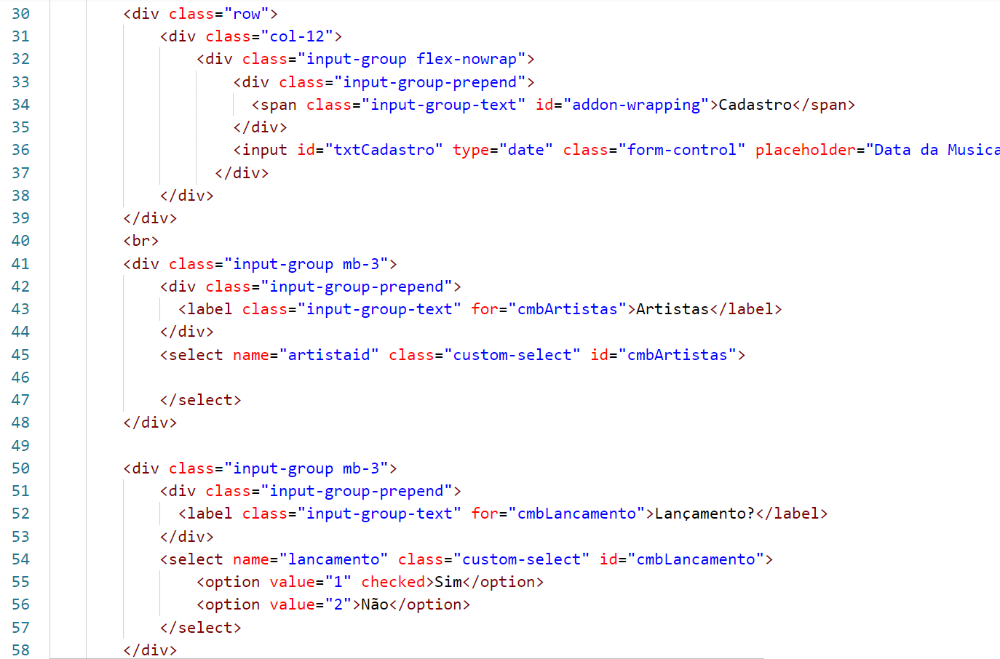 30 <div class="row">
31 <div class="col-12">
32 <div class="input-group flex-nowrap">
33 <div class="input-group-prepend">
34 <span class="input-group-text" id="addon-wrapping">Cadastro</span>
35 </div>
36 <input id="txtCadastro" type="date" class="form-control" placeholder="Data da Musica
37 </div>
38 </div>
39 </div>
40 <br>
41 <div class="input-group mb-3">
42 <div class="input-group-prepend">
43 <label class="input-group-text" for="cmbArtistas">Artistas</label>
44 </div>
45 <select name="artistaid" class="custom-select" id="cmbArtistas">
46
47 </select>
48 </div>
49
50 <div class="input-group mb-3">
51 <div class="input-group-prepend">
52 <label class="input-group-text" for="cmbLancamento">Lançamento?</label>
53 </div>
54 <select name="lancamento" class="custom-select" id="cmbLancamento">
55 <option value="1" checked>Sim</option>
56 <option value="2">Não</option>
57 </select>
58 </div>